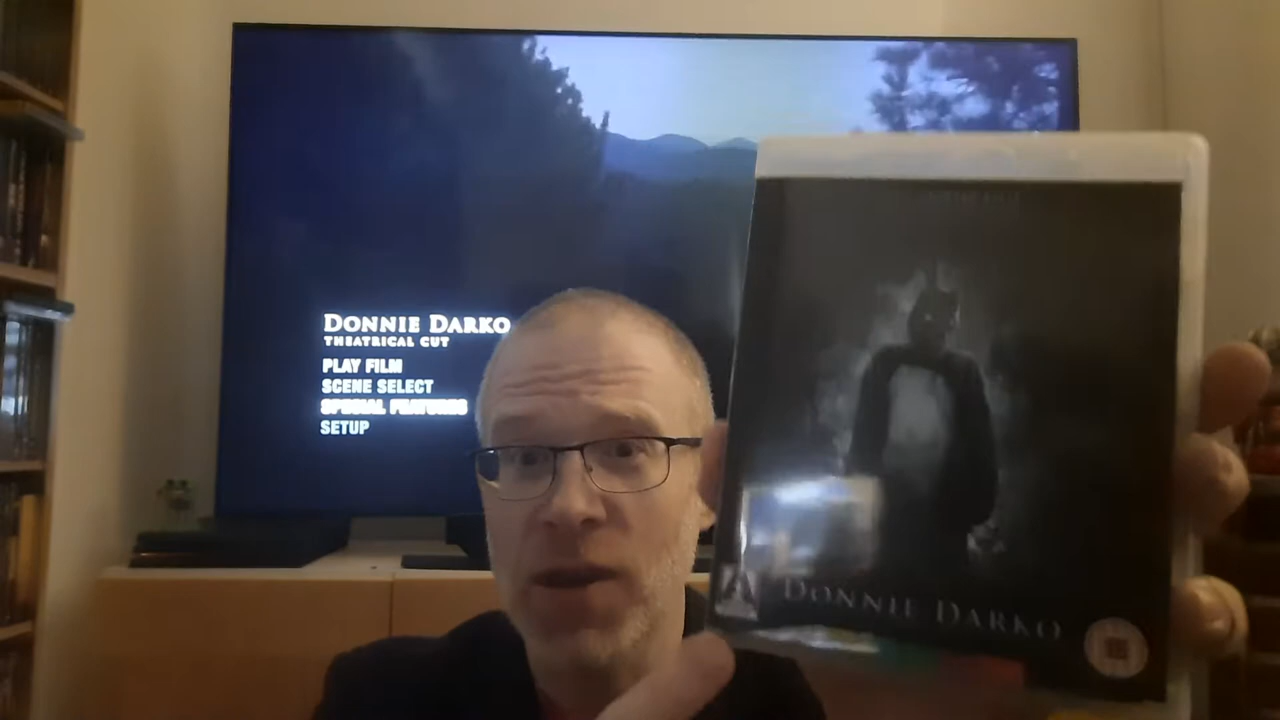 DONNIE DARKO
THEATRICAL CUT
PLAY FILM
SCENE SELECT
SPECIAL FEATURES
SETUP
DONNIE DARKO